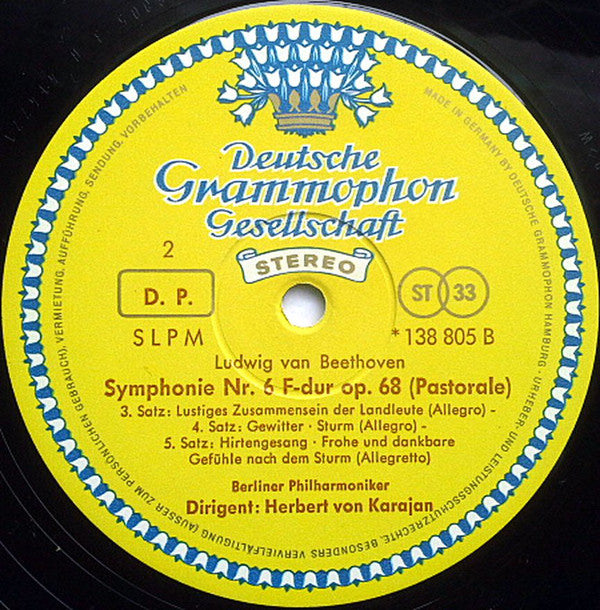 Deutsche
Grammophon
Gesellschaft
STEREO
2
D. P.
ST 33
SLPM
*138 805 B
Ludwig van Beethoven
Symphonie Nr. 6 F-dur op. 68 (Pastorale)
3. Satz: Lustiges Zusammensein der Landleute (Allegro) -
4. Satz: Gewitter · Sturm (Allegro) -
5. Satz: Hirtengesang · Frohe und dankbare
Gefühle nach dem Sturm (Allegretto)
Berliner Philharmoniker
Dirigent: Herbert von Karajan
MADE IN GERMANY BY DEUTSCHE GRAMMOPHON HAMBURG · URHEBER- UND LEISTUNGSSCHUTZRECHTE, BESONDERS VERVIELFÄLTIGUNG (AUSSER ZUM PERSÖNLICHEN GEBRAUCH), VERMIETUNG, AUFFÜHRUNG, SENDUNG, VORBEHALTEN